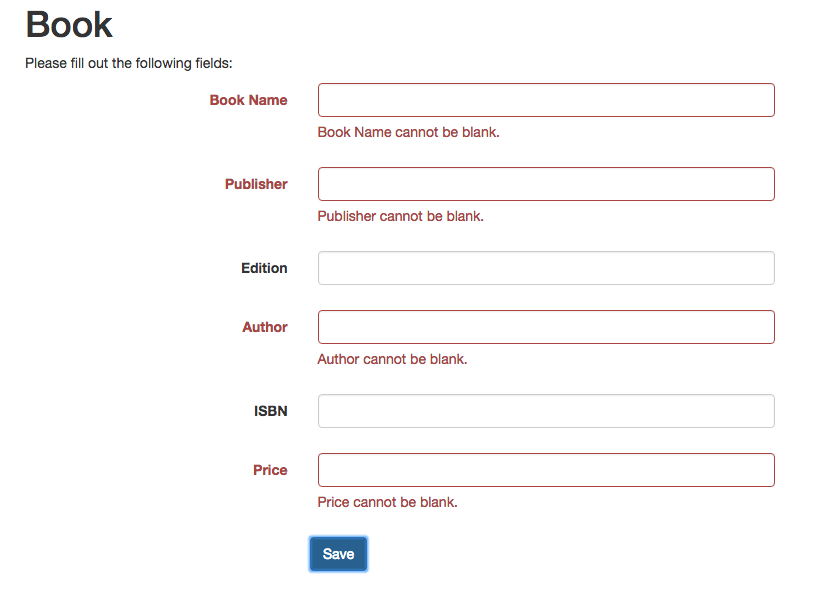 Book
Please fill out the following fields:
Book Name
Book Name cannot be blank.
Publisher
Publisher cannot be blank.
Edition
Author
Author cannot be blank.
ISBN
Price
Price cannot be blank.
Save